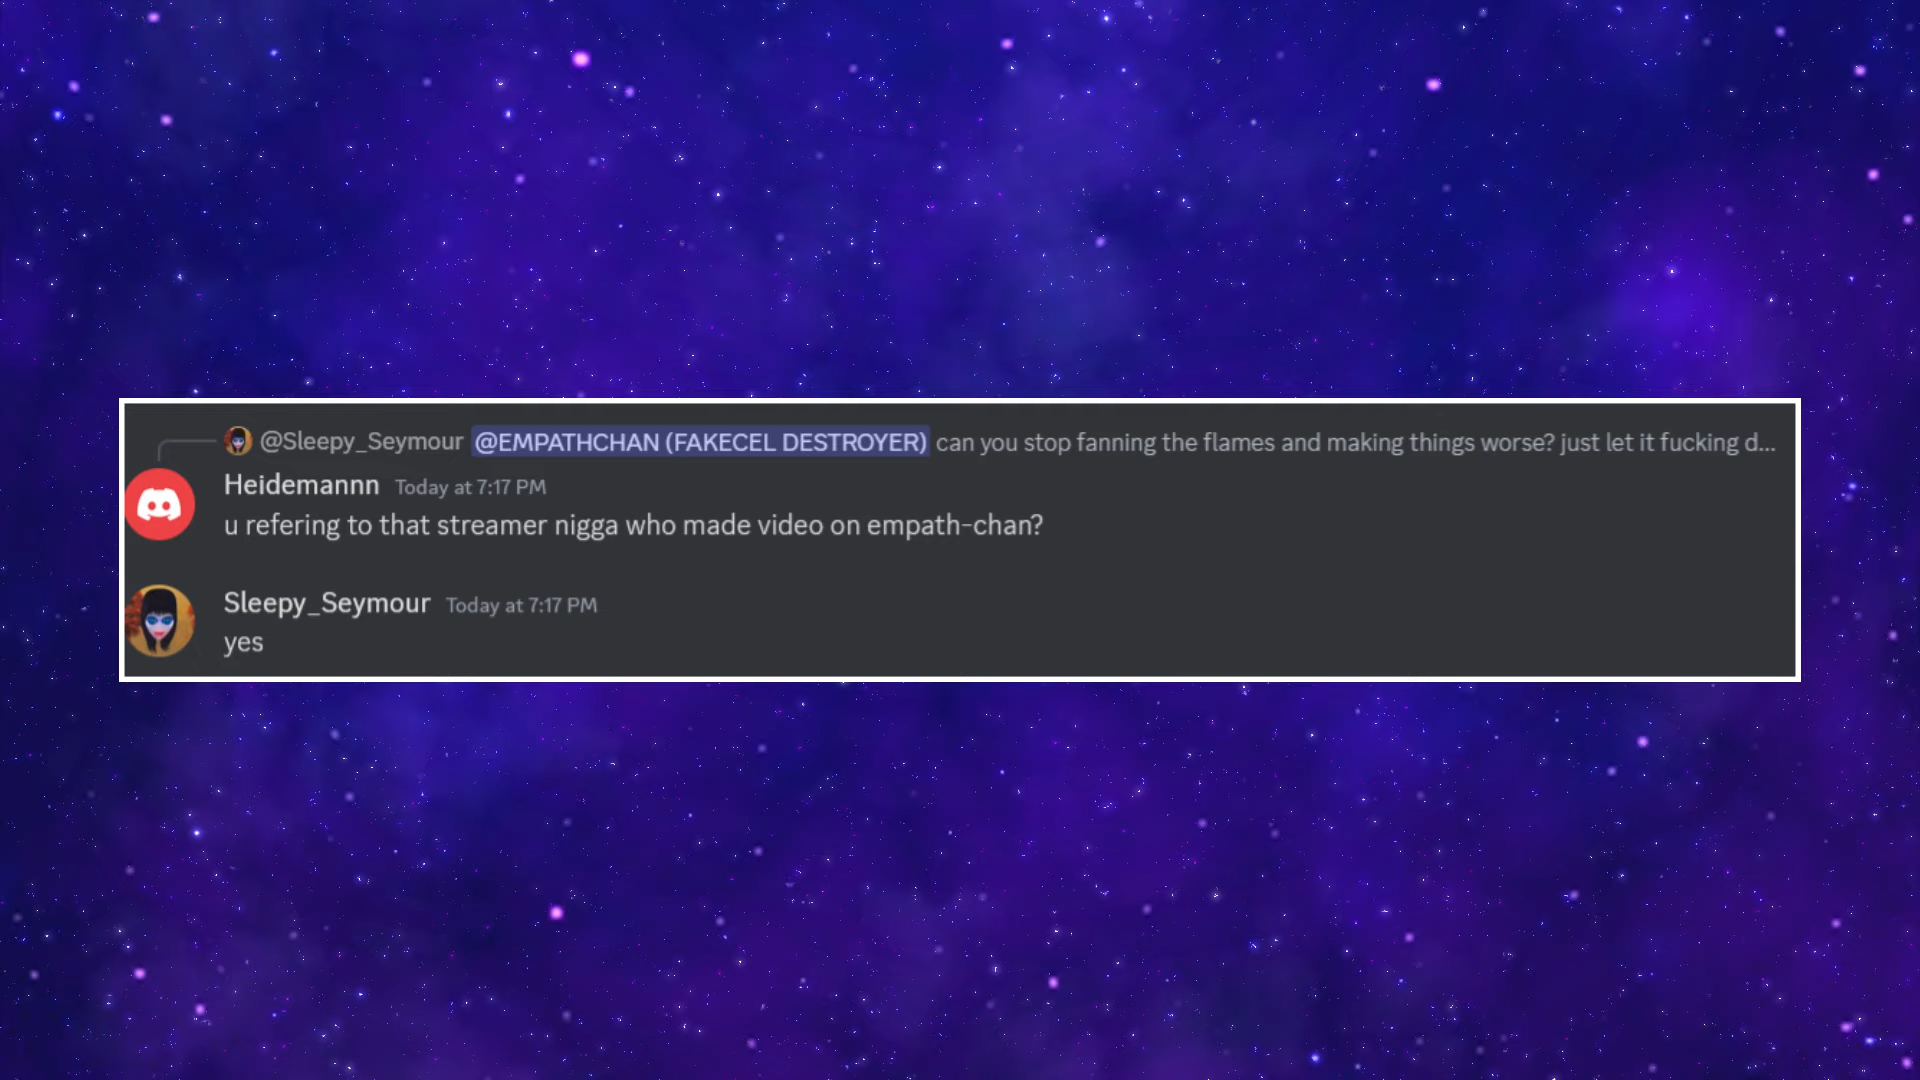 @Sleepy_Seymour @EMPATHCHAN (FAKECEL DESTROYER) can you stop fanning the flames and making things worse? just let it fucking d...
Heidemannn Today at 7:17 PM
u refering to that streamer nigga who made video on empath-chan?
Sleepy_Seymour Today at 7:17 PM
yes